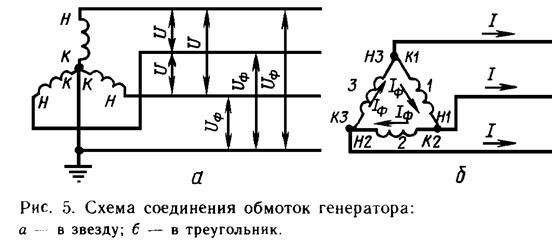 Н
К
К К
Н Н
U U
U
Uф Uф Uф
а
I
Н3 К1
I
3 1
Iф Iф
Iф
К3 Н1
Н2 2 К2
I
б
Рис. 5. Схема соединения обмоток генератора:
а — в звезду; б — в треугольник.